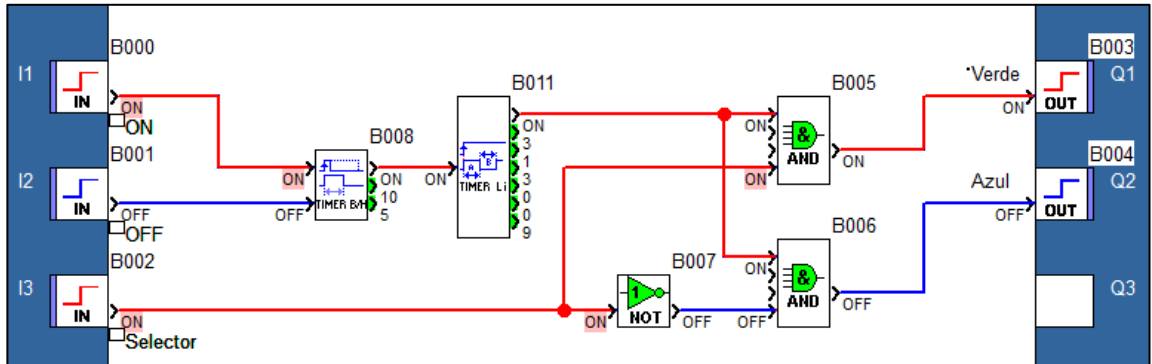 I1
B000
IN
ON
ON
I2
B001
IN
OFF
OFF
I3
B002
IN
ON
Selector
B008
ON
OFF
TIMER B/H
ON
10
5
B011
ON
TIMER Li
ON
3
1
3
0
0
9
B005
ON
ON
&
AND
ON
B007
ON
1
NOT
OFF
B006
ON
OFF
&
AND
OFF
'Verde
ON
B003
OUT
Q1
Azul
OFF
B004
OUT
Q2
Q3